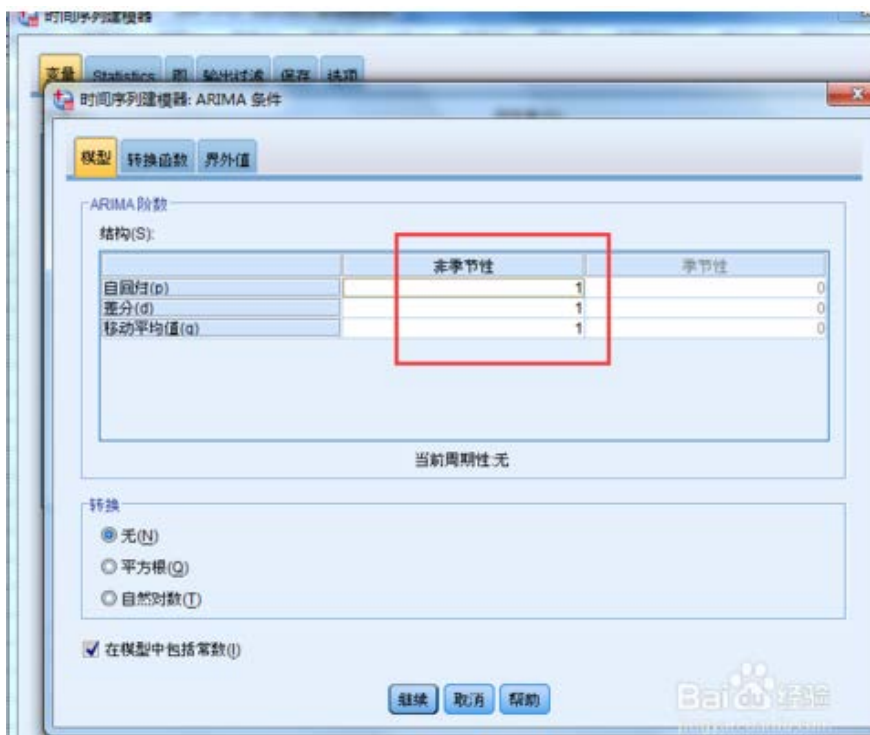 时间序列建模器
变量 Statistics 图 输出过滤 保存 选项
时间序列建模器: ARIMA 条件
模型 转换函数 界外值
ARIMA 阶数
结构(S):
非季节性 季节性
自回归(p) 1 0
差分(d) 1 0
移动平均值(q) 1 0
当前周期性:无
转换
无(N)
平方根(Q)
自然对数(T)
在模型中包括常数(I)
继续 取消 帮助
Baidu 经验